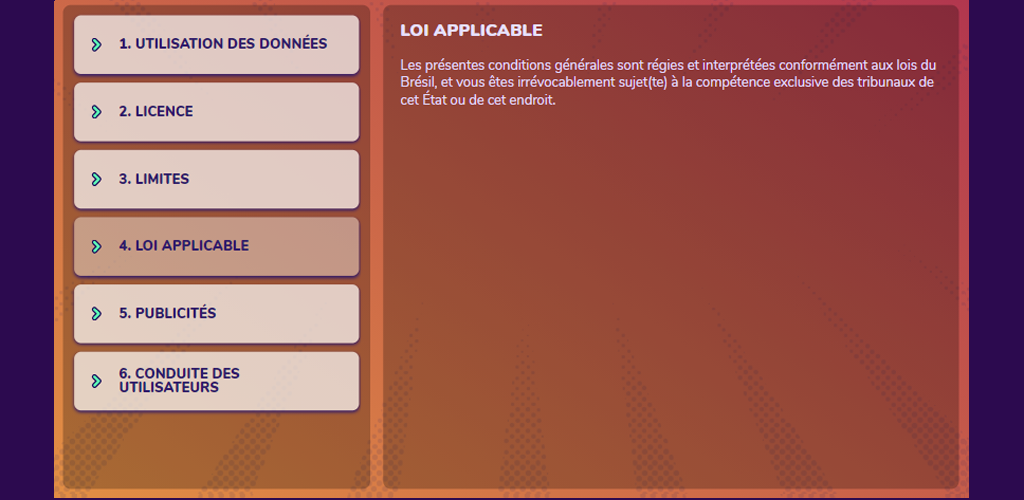 1. UTILISATION DES DONNÉES
2. LICENCE
3. LIMITES
4. LOI APPLICABLE
5. PUBLICITÉS
6. CONDUITE DES
UTILISATEURS
LOI APPLICABLE
Les présentes conditions générales sont régies et interprétées conformément aux lois du
Brésil, et vous êtes irrévocablement sujet(te) à la compétence exclusive des tribunaux de
cet État ou de cet endroit.